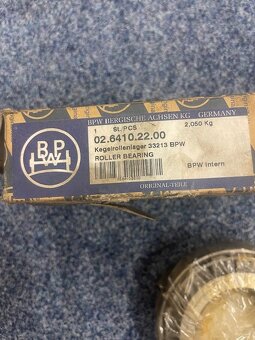 BPW BERGISCHE ACHSEN KG GERMANY
1 St./PCS 2,050 Kg
02.6410.22.00
Kegelrollenlager 33213 BPW
ROLLER BEARING
BPW intern
BPW
ORIGINAL-TEILE